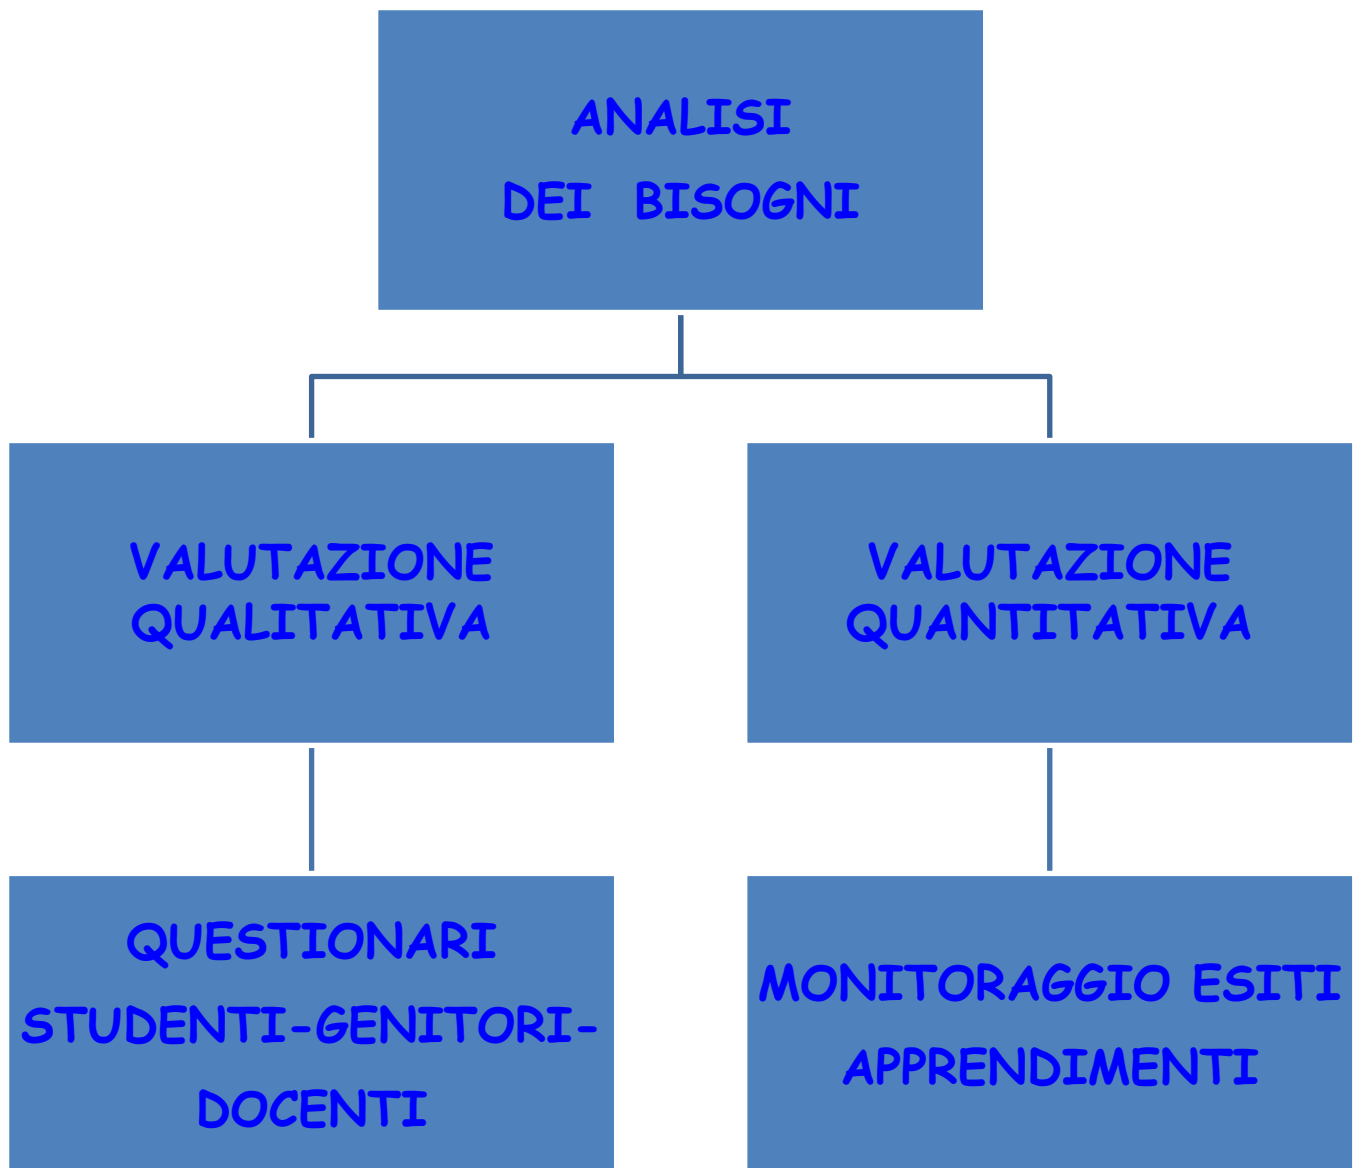 ANALISI
DEI BISOGNI
VALUTAZIONE
QUALITATIVA
VALUTAZIONE
QUANTITATIVA
QUESTIONARI
STUDENTI-GENITORI-
DOCENTI
MONITORAGGIO ESITI
APPRENDIMENTI